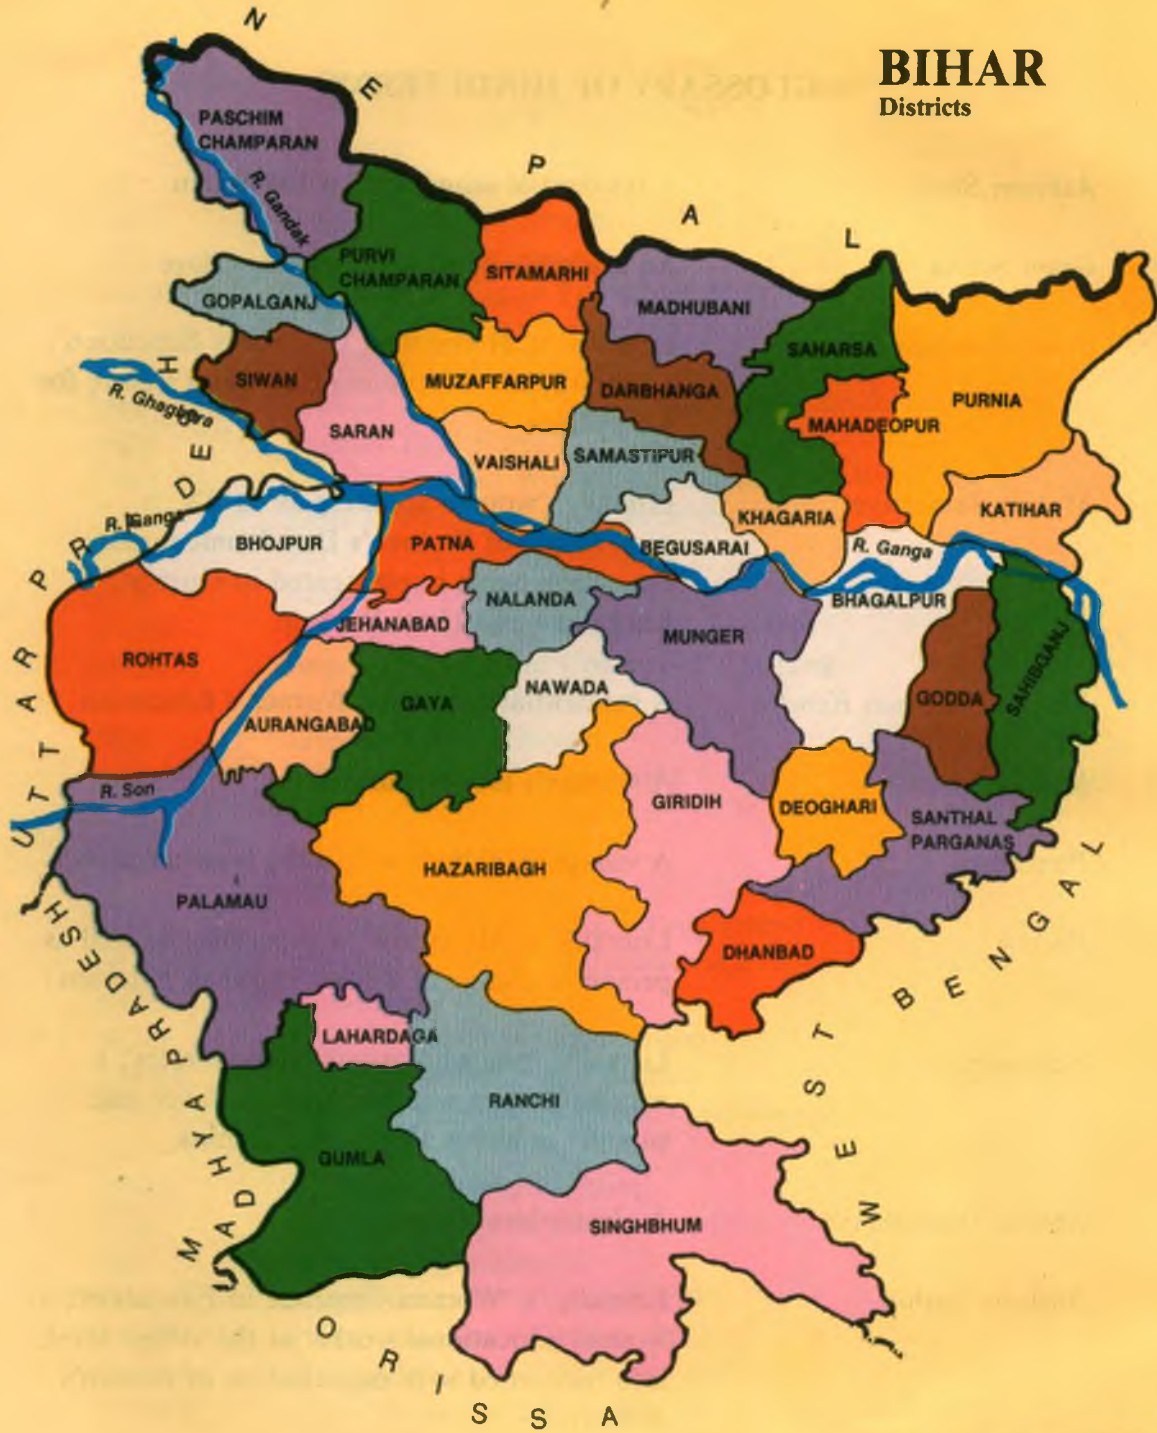 BIHAR
Districts
NEPAL
PASCHIM
CHAMPARAN
R. Gandak
PURVI
CHAMPARAN
SITAMARHI
MADHUBANI
GOPALGANJ
SAHARSA
SIWAN
MUZAFFARPUR
DARBHANGA
PURNIA
R. Ghaghara
SARAN
MAHADEOPUR
VAISHALI
SAMASTIPUR
KHAGARIA
KATIHAR
R. Ganga
BHOJPUR
PATNA
BEGUSARAI
R. Ganga
NALANDA
BHAGALPUR
JEHANABAD
MUNGER
ROHTAS
NAWADA
GAYA
GODDA
SAHIBGANJ
AURANGABAD
UTTAR PRADESH
R. Son
GIRIDIH
DEOGHARI
SANTHAL
PARGANAS
HAZARIBAGH
PALAMAU
DHANBAD
WEST BENGAL
LAHARDAGA
RANCHI
MADHYA PRADESH
GUMLA
SINGHBHUM
ORISSA